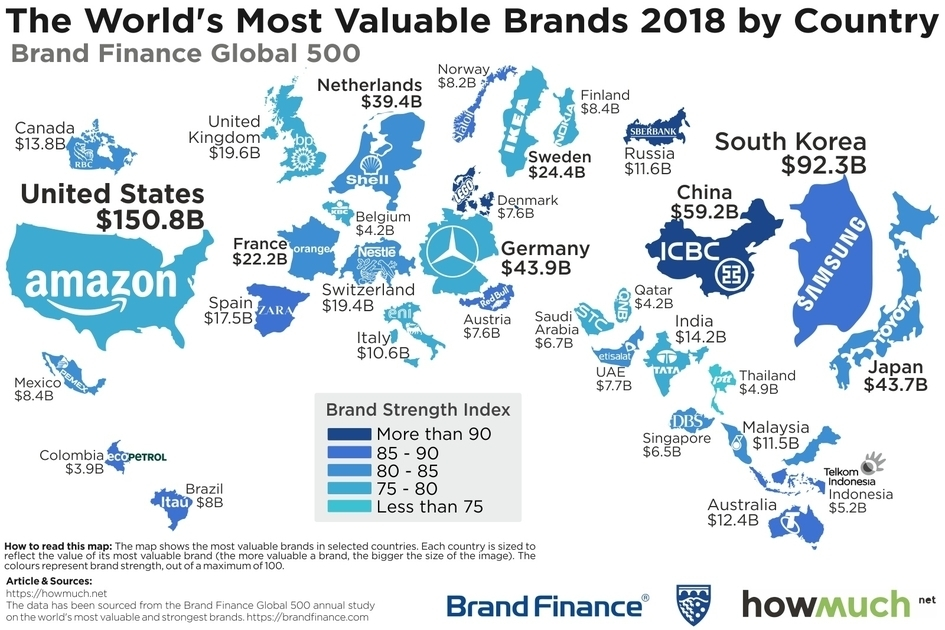 The World's Most Valuable Brands 2018 by Country
Brand Finance Global 500
Canada
$13.8B
RBC
United
Kingdom
$19.6B
bp
Netherlands
$39.4B
Shell
Norway
$8.2B
Statoil
IKEA
Sweden
$24.4B
Finland
$8.4B
NOKIA
SBERBANK
Russia
$11.6B
South Korea
$92.3B
SAMSUNG
United States
$150.8B
amazon
LEGO
Denmark
$7.6B
KBC
Belgium
$4.2B
France
$22.2B
orange
Nestlē
Switzerland
$19.4B
Germany
$43.9B
China
$59.2B
ICBC
Spain
$17.5B
ZARA
eni
Italy
$10.6B
RedBull
Austria
$7.6B
Saudi
Arabia
$6.7B
STC
QNB
Qatar
$4.2B
etisalat
UAE
$7.7B
India
$14.2B
TATA
TOYOTA
Japan
$43.7B
Mexico
$8.4B
CEMEX
ptt
Thailand
$4.9B
DBS
Singapore
$6.5B
Malaysia
$11.5B
Telkom
Indonesia
Indonesia
$5.2B
Australia
$12.4B
Colombia
$3.9B
ecoPETROL
Brazil
$8B
Itaú
Brand Strength Index
More than 90
85 - 90
80 - 85
75 - 80
Less than 75
How to read this map: The map shows the most valuable brands in selected countries. Each country is sized to
reflect the value of its most valuable brand (the more valuable a brand, the bigger the size of the image). The
colours represent brand strength, out of a maximum of 100.
Article & Sources:
https://howmuch.net
The data has been sourced from the Brand Finance Global 500 annual study
on the world's most valuable and strongest brands. https://brandfinance.com
Brand Finance®
howmuch net